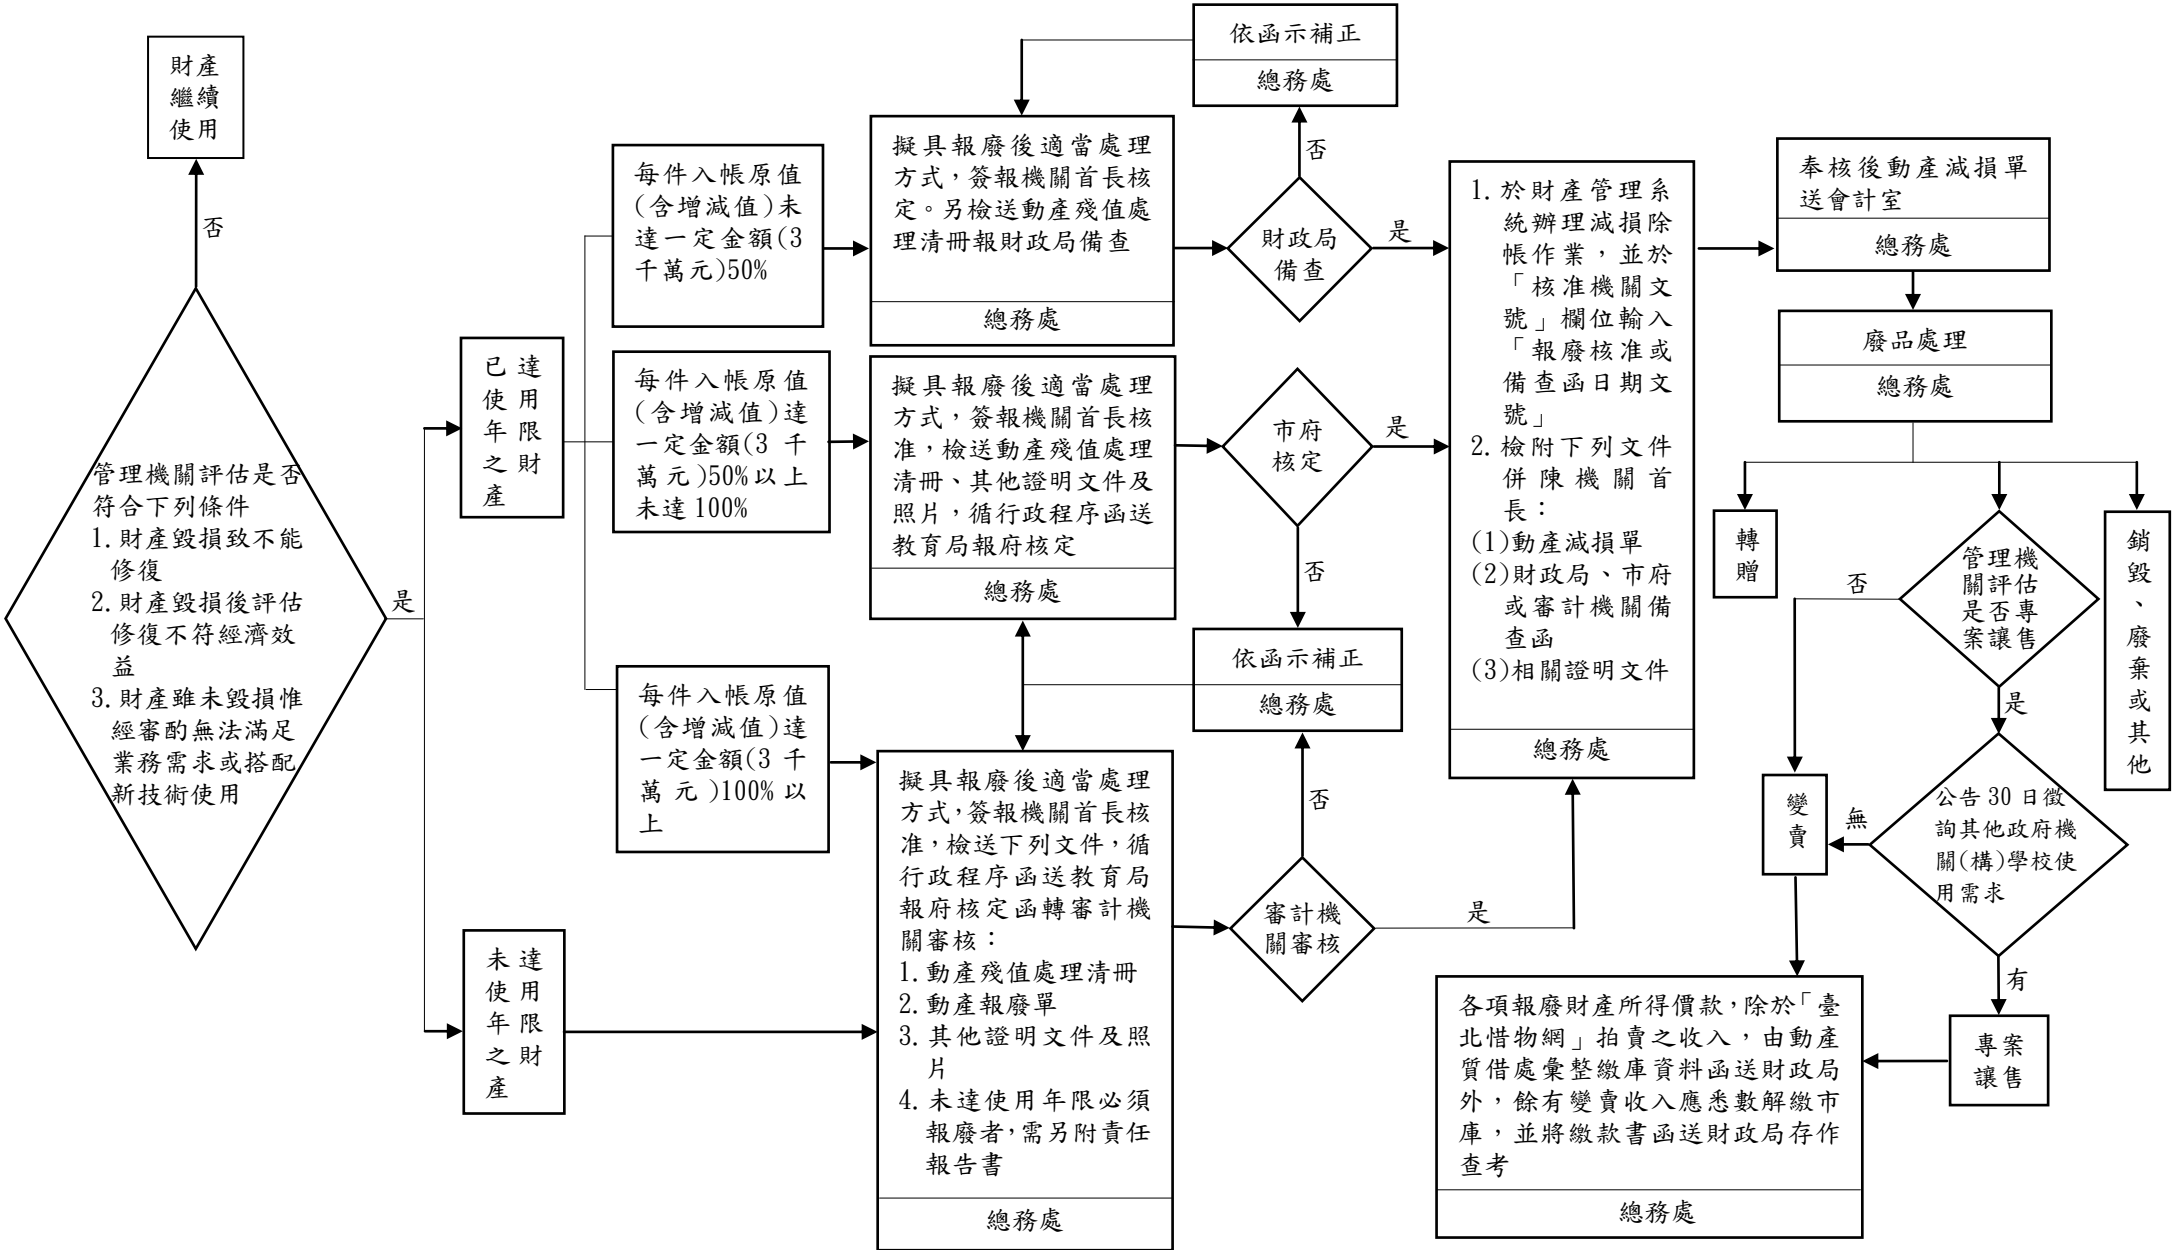 財產
繼續
使用
否
管理機關評估是否
符合下列條件
1. 財產毀損致不能
修復
2. 財產毀損後評估
修復不符經濟效
益
3. 財產雖未毀損惟
經審酌無法滿足
業務需求或搭配
新技術使用
是
已達
使用
年限
之財
產
未達
使用
年限
之財
產
每件入帳原值
(含增減值)未
達一定金額(3
千萬元)50%
每件入帳原值
(含增減值)達
一定金額(3 千
萬元)50%以上
未達 100%
每件入帳原值
(含增減值)達
一定金額(3 千
萬元)100%以
上
擬具報廢後適當處理
方式，簽報機關首長核
定。另檢送動產殘值處
理清冊報財政局備查
總務處
擬具報廢後適當處理
方式，簽報機關首長核
准，檢送動產殘值處理
清冊、其他證明文件及
照片，循行政程序函送
教育局報府核定
總務處
擬具報廢後適當處理
方式，簽報機關首長核
准，檢送下列文件，循
行政程序函送教育局
報府核定函轉審計機
關審核：
1. 動產殘值處理清冊
2. 動產報廢單
3. 其他證明文件及照
片
4. 未達使用年限必須
報廢者，需另附責任
報告書
總務處
依函示補正
總務處
否
財政局
備查
是
市府
核定
是
否
依函示補正
總務處
否
審計機
關審核
是
1. 於財產管理系
統辦理減損除
帳作業，並於
「核准機關文
號」欄位輸入
「報廢核准或
備查函日期文
號」
2. 檢附下列文件
併陳機關首
長：
(1)動產減損單
(2)財政局、市府
或審計機關備
查函
(3)相關證明文件
總務處
奉核後動產減損單
送會計室
總務處
廢品處理
總務處
轉
贈
管理機
關評估
是否專
案讓售
否
是
銷
毀
、
廢
棄
或
其
他
變
賣
無
公告 30 日徵
詢其他政府機
關(構)學校使
用需求
有
專案
讓售
各項報廢財產所得價款，除於「臺
北惜物網」拍賣之收入，由動產
質借處彙整繳庫資料函送財政局
外，餘有變賣收入應悉數解繳市
庫，並將繳款書函送財政局存作
查考
總務處